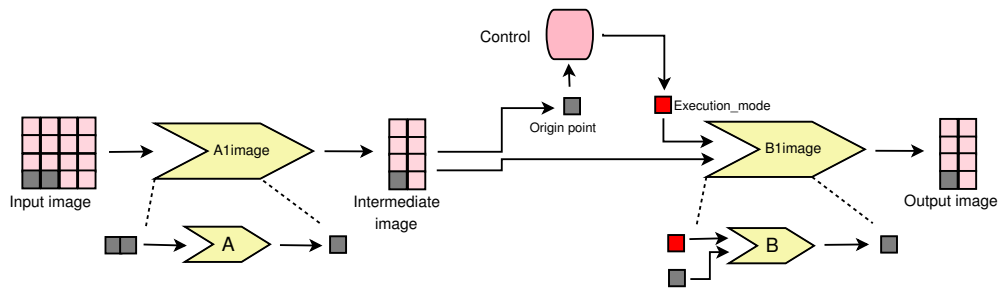 Control
Execution_mode
Origin point
A1image
B1image
Input image
Intermediate
image
Output image
A
B